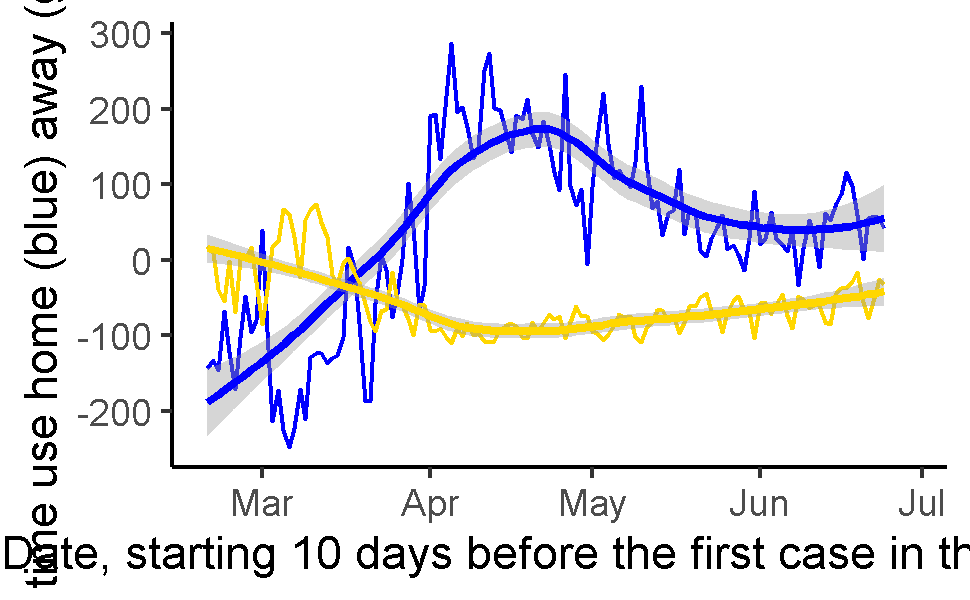 time use home (blue) away (
300
200
100
0
-100
-200
Mar Apr May Jun Jul
Date, starting 10 days before the first case in th